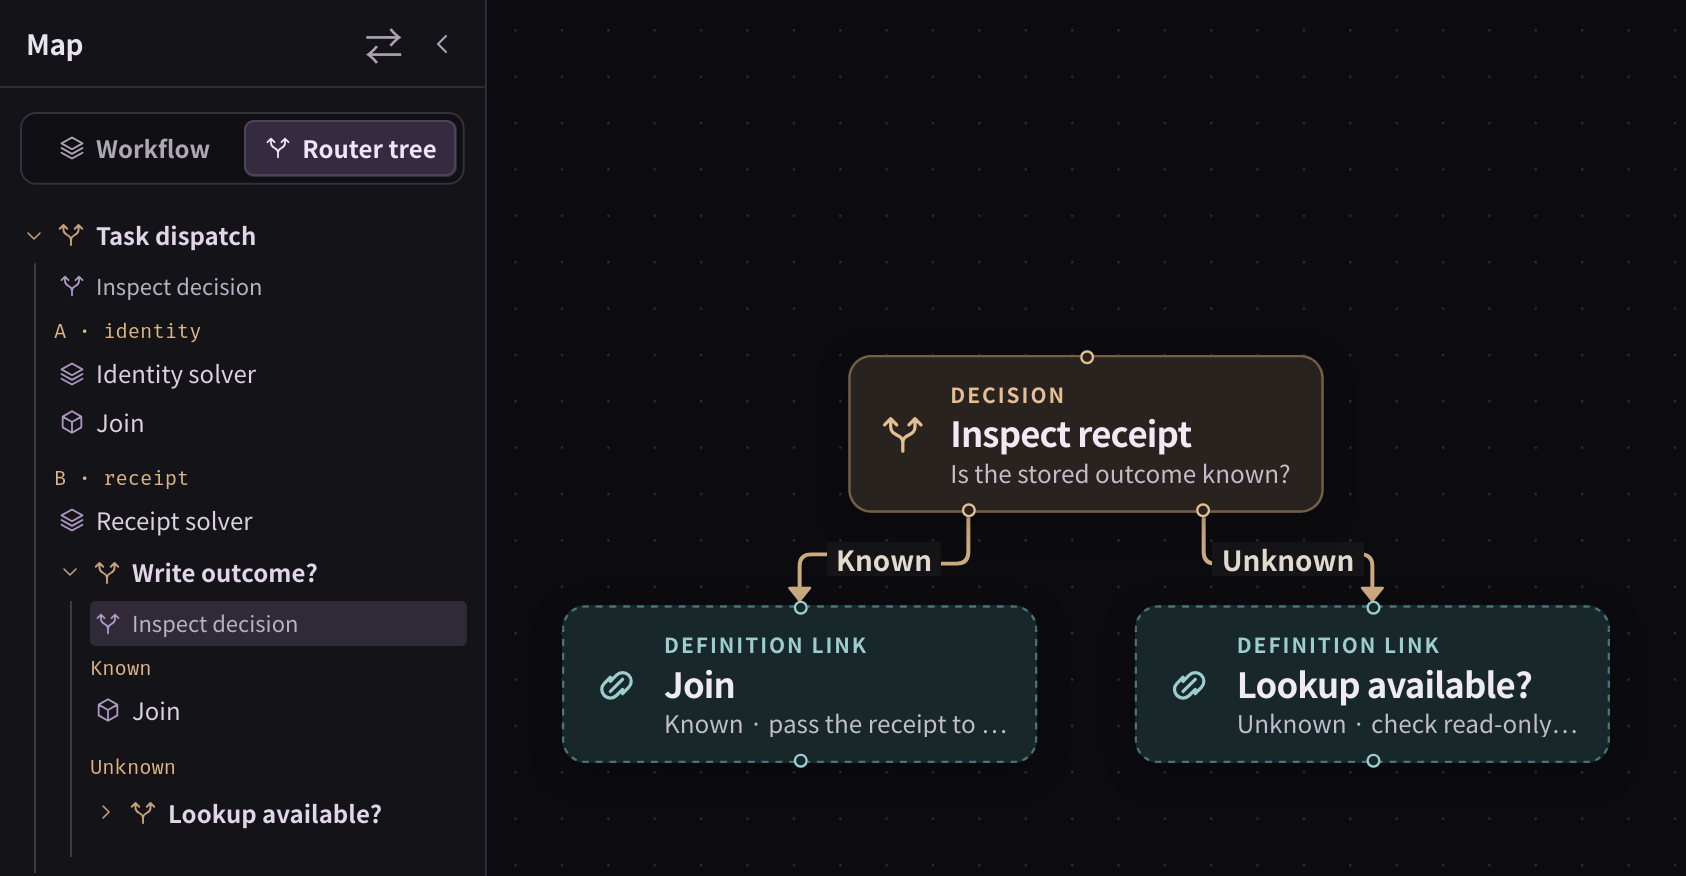 Map
Workflow
Router tree
Task dispatch
Inspect decision
A · identity
Identity solver
Join
B · receipt
Receipt solver
Write outcome?
Inspect decision
Known
Join
Unknown
Lookup available?
DECISION
Inspect receipt
Is the stored outcome known?
Known
Unknown
DEFINITION LINK
Join
Known · pass the receipt to ...
DEFINITION LINK
Lookup available?
Unknown · check read-only...